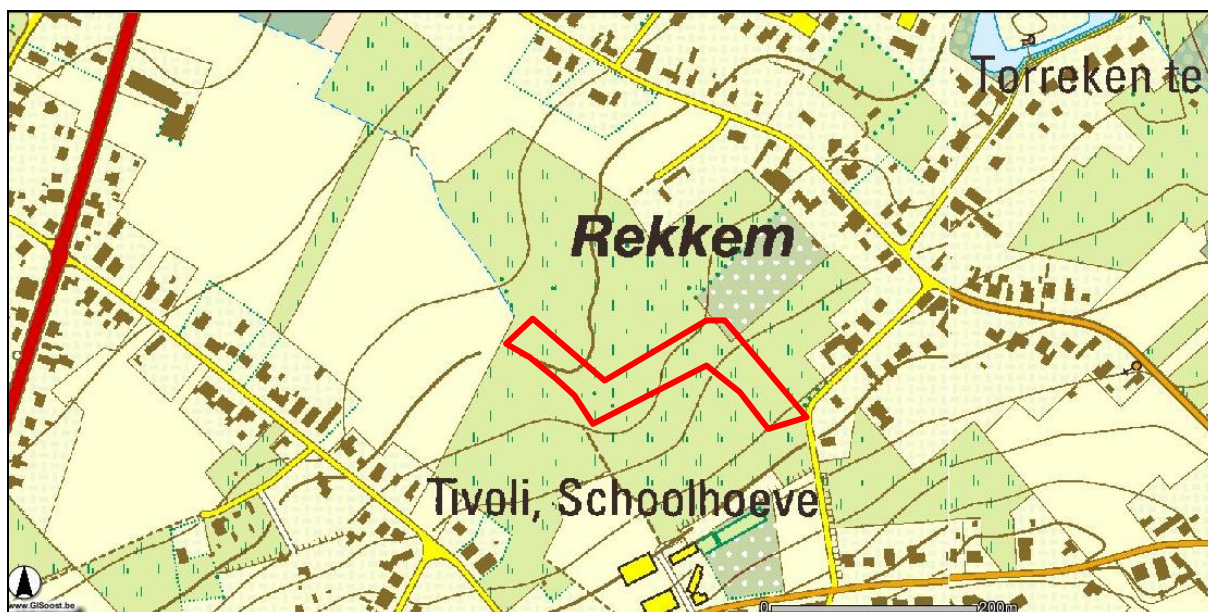 Torreken te
Rekkem
Tivoli, Schoolhoeve
www.GISoost.be
0 200m